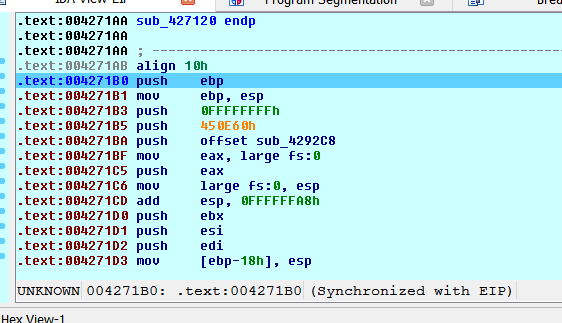 IDA View-EIP
Program Segmentation
.text:004271AA sub_427120 endp
.text:004271AA
.text:004271AA ; ---------------------------------------------------
.text:004271AB align 10h
.text:004271B0 push ebp
.text:004271B1 mov ebp, esp
.text:004271B3 push 0FFFFFFFFh
.text:004271B5 push 450E60h
.text:004271BA push offset sub_4292C8
.text:004271BF mov eax, large fs:0
.text:004271C5 push eax
.text:004271C6 mov large fs:0, esp
.text:004271CD add esp, 0FFFFFFA8h
.text:004271D0 push ebx
.text:004271D1 push esi
.text:004271D2 push edi
.text:004271D3 mov [ebp-18h], esp
UNKNOWN 004271B0: .text:004271B0 (Synchronized with EIP)
Hex View-1